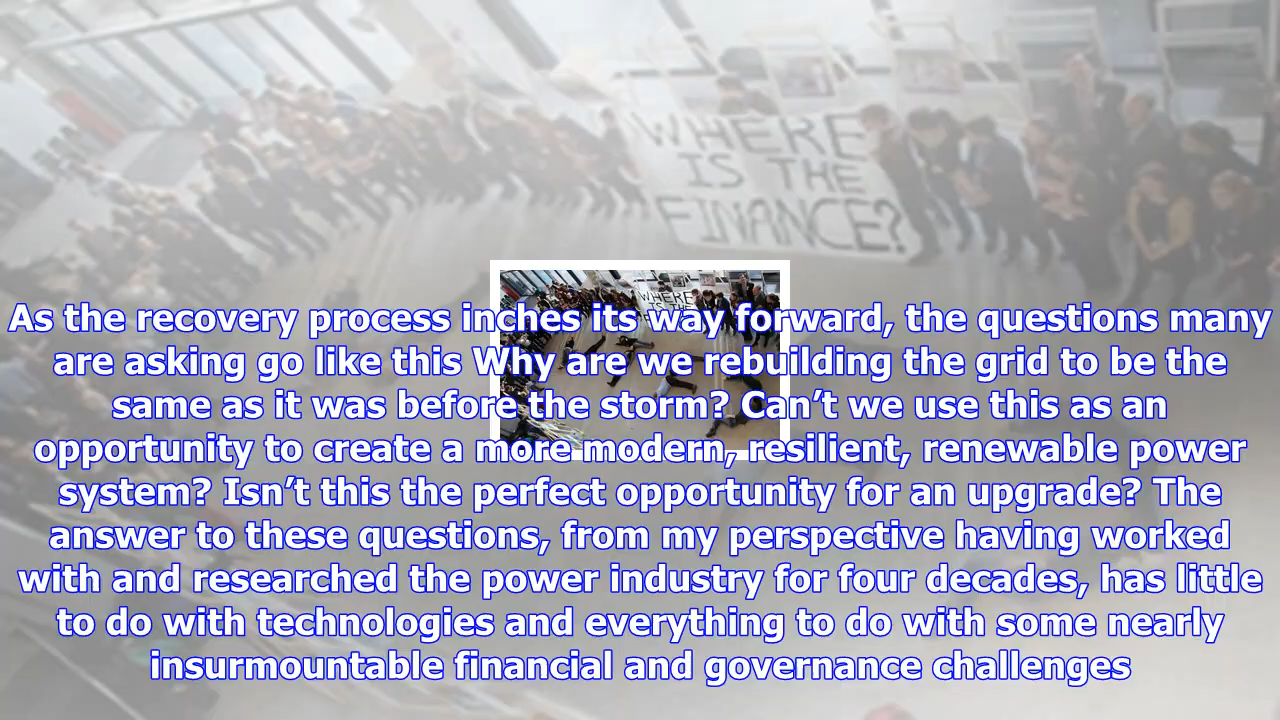 WHERE
IS THE
FINANCE?
WHERE
As the recovery process inches its way forward, the questions many
are asking go like this Why are we rebuilding the grid to be the
same as it was before the storm? Can’t we use this as an
opportunity to create a more modern, resilient, renewable power
system? Isn’t this the perfect opportunity for an upgrade? The
answer to these questions, from my perspective having worked
with and researched the power industry for four decades, has little
to do with technologies and everything to do with some nearly
insurmountable financial and governance challenges